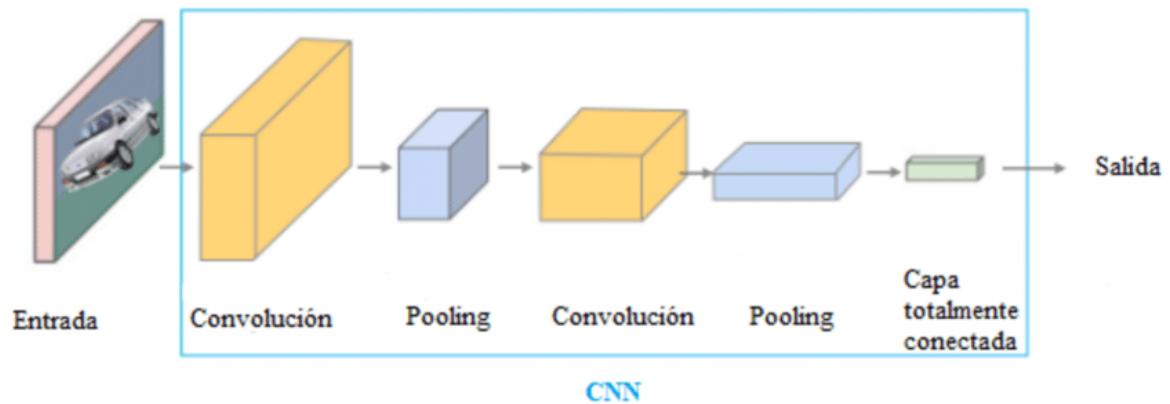 Salida
Entrada
Convolución
Pooling
Convolución
Pooling
Capa
totalmente
conectada
CNN